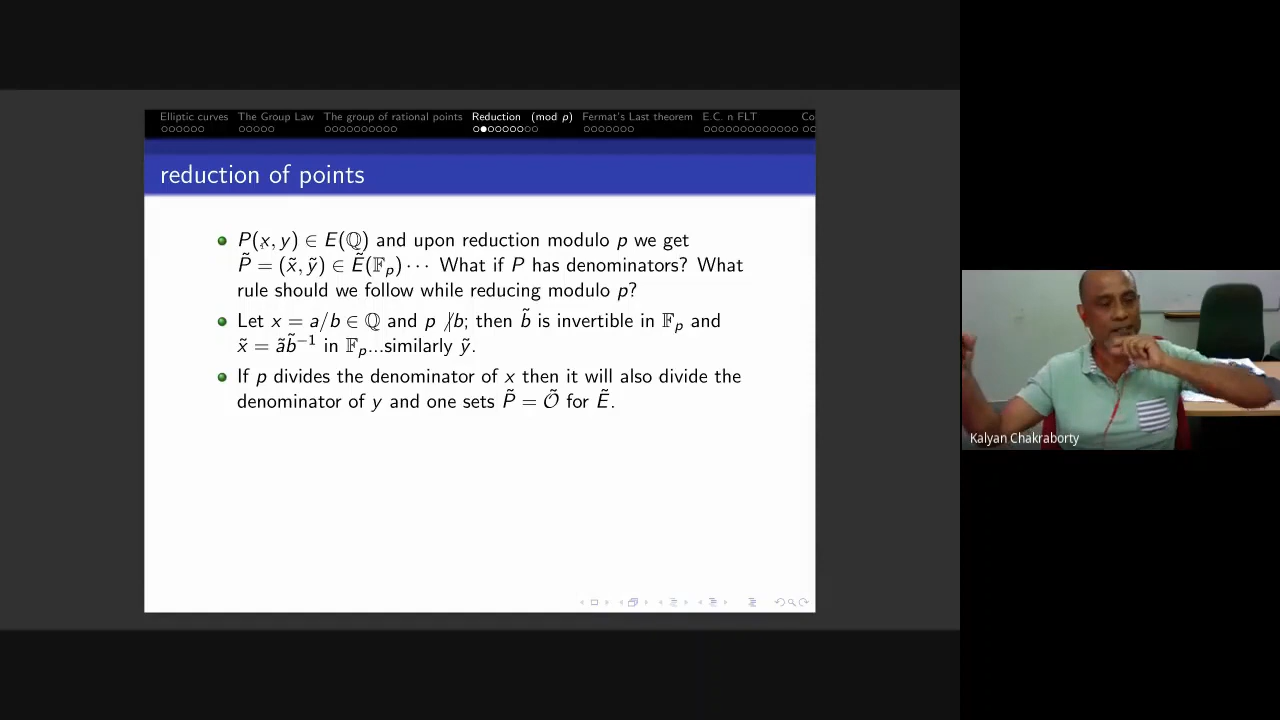 Elliptic curves The Group Law The group of rational points Reduction (mod p) Fermat's Last theorem E.C. n FLT Co
reduction of points
P(x, y) ∈ E(ℚ) and upon reduction modulo p we get
P̃ = (x̃, ỹ) ∈ Ẽ(𝔽ₚ) ··· What if P has denominators? What
rule should we follow while reducing modulo p?
Let x = a/b ∈ ℚ and p ∤ b; then b̃ is invertible in 𝔽ₚ and
x̃ = ãb̃⁻¹ in 𝔽ₚ...similarly ỹ.
If p divides the denominator of x then it will also divide the
denominator of y and one sets P̃ = Õ for Ẽ.
Kalyan Chakraborty